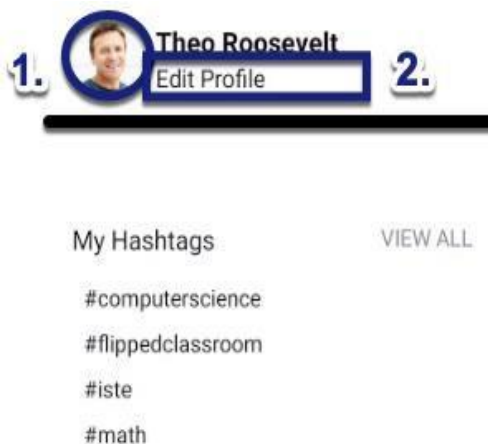 Theo Roosevelt
1.
Edit Profile
2.
My Hashtags
VIEW ALL
#computerscience
#flippedclassroom
#iste
#math